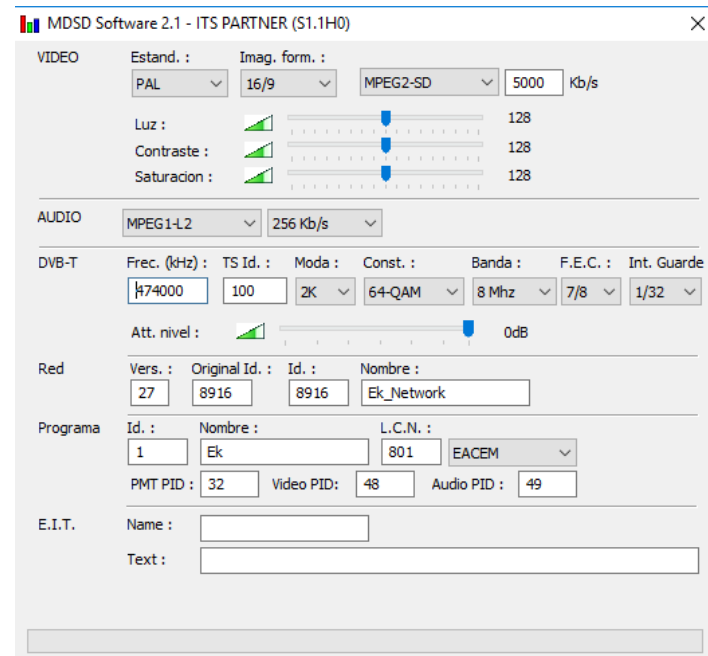 MDSD Software 2.1 - ITS PARTNER (S1.1H0)
VIDEO Estand. : Imag. form. :
PAL 16/9 MPEG2-SD 5000 Kb/s
Luz : 128
Contraste : 128
Saturacion : 128
AUDIO MPEG1-L2 256 Kb/s
DVB-T Frec. (kHz) : TS Id. : Moda : Const. : Banda : F.E.C. : Int. Guarde
474000 100 2K 64-QAM 8 Mhz 7/8 1/32
Att. nivel : 0dB
Red Vers. : Original Id. : Id. : Nombre :
27 8916 8916 Ek_Network
Programa Id. : Nombre : L.C.N. :
1 Ek 801 EACEM
PMT PID : 32 Video PID: 48 Audio PID : 49
E.I.T. Name :
Text :